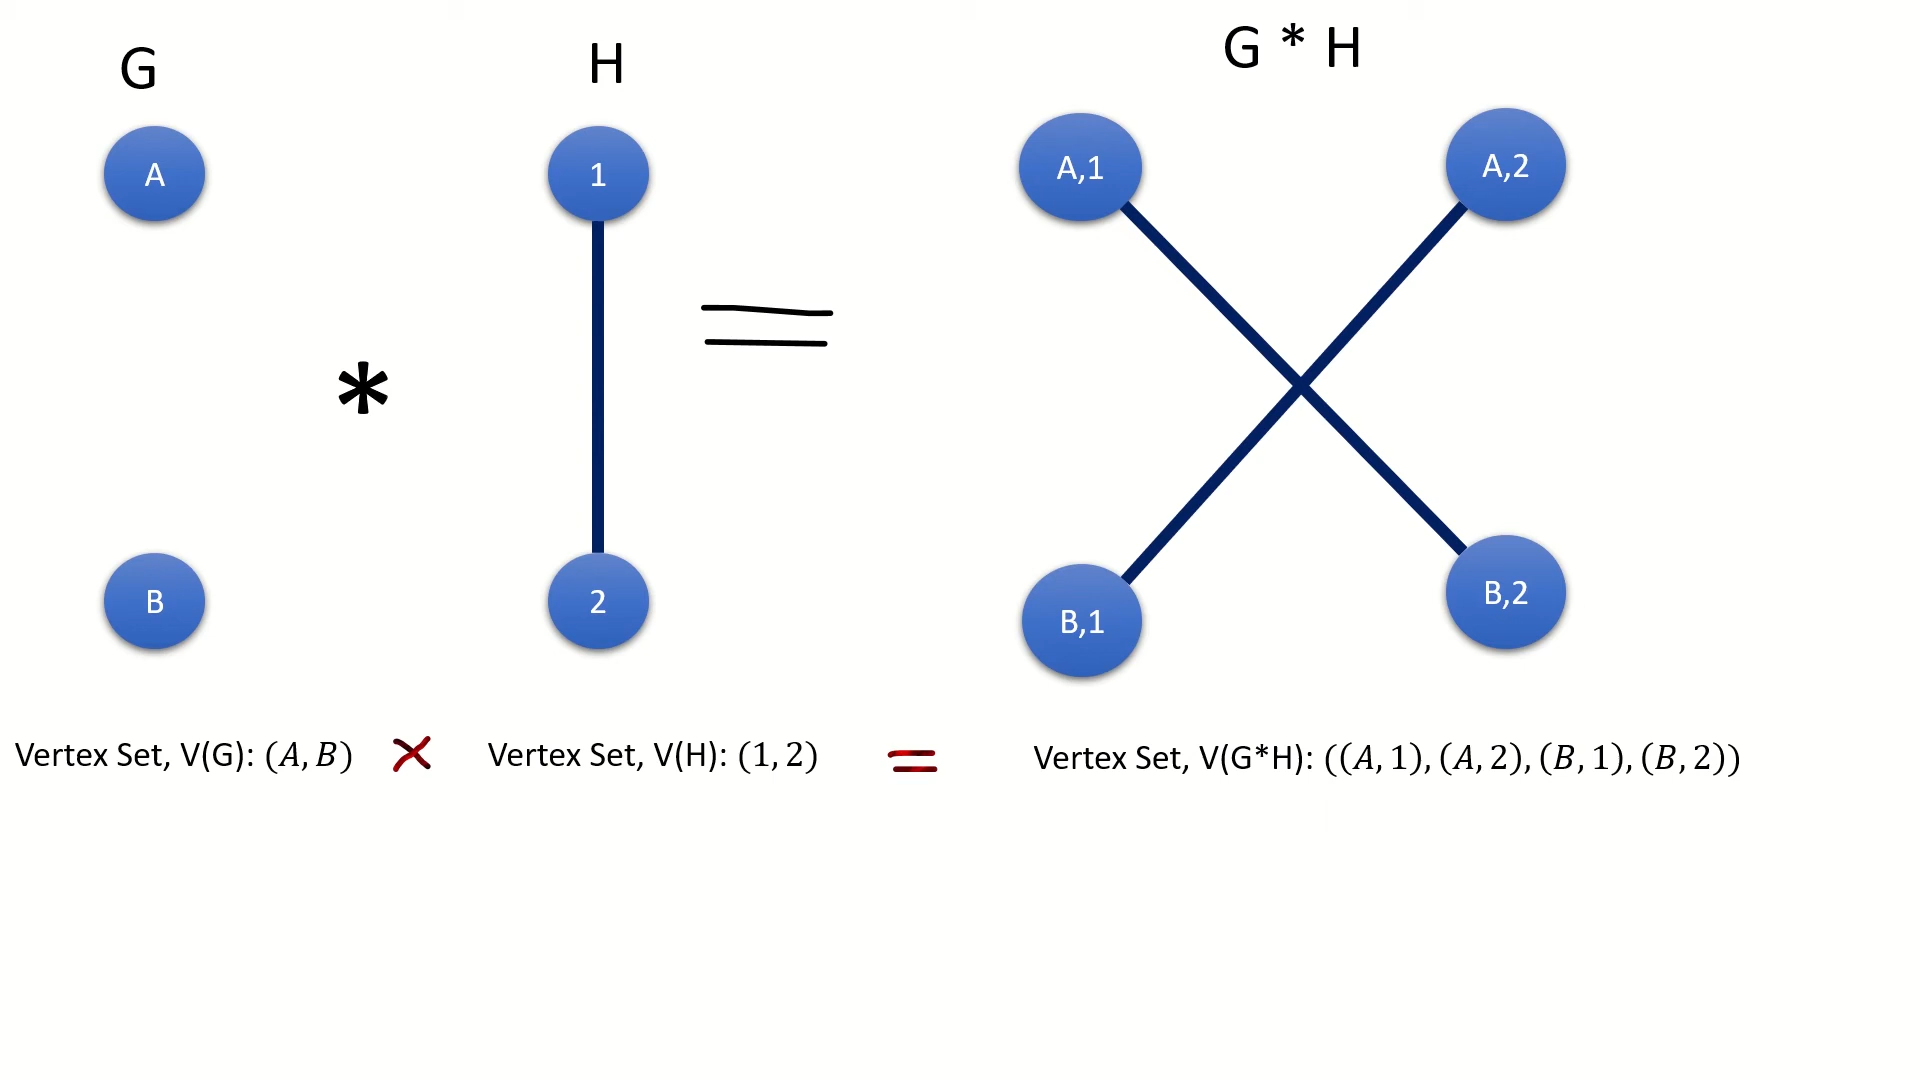 G
H
G * H
A
1
A,1
A,2
*
=
B
2
B,1
B,2
Vertex Set, V(G): (A, B) × Vertex Set, V(H): (1, 2) = Vertex Set, V(G*H): ((A, 1), (A, 2), (B, 1), (B, 2))